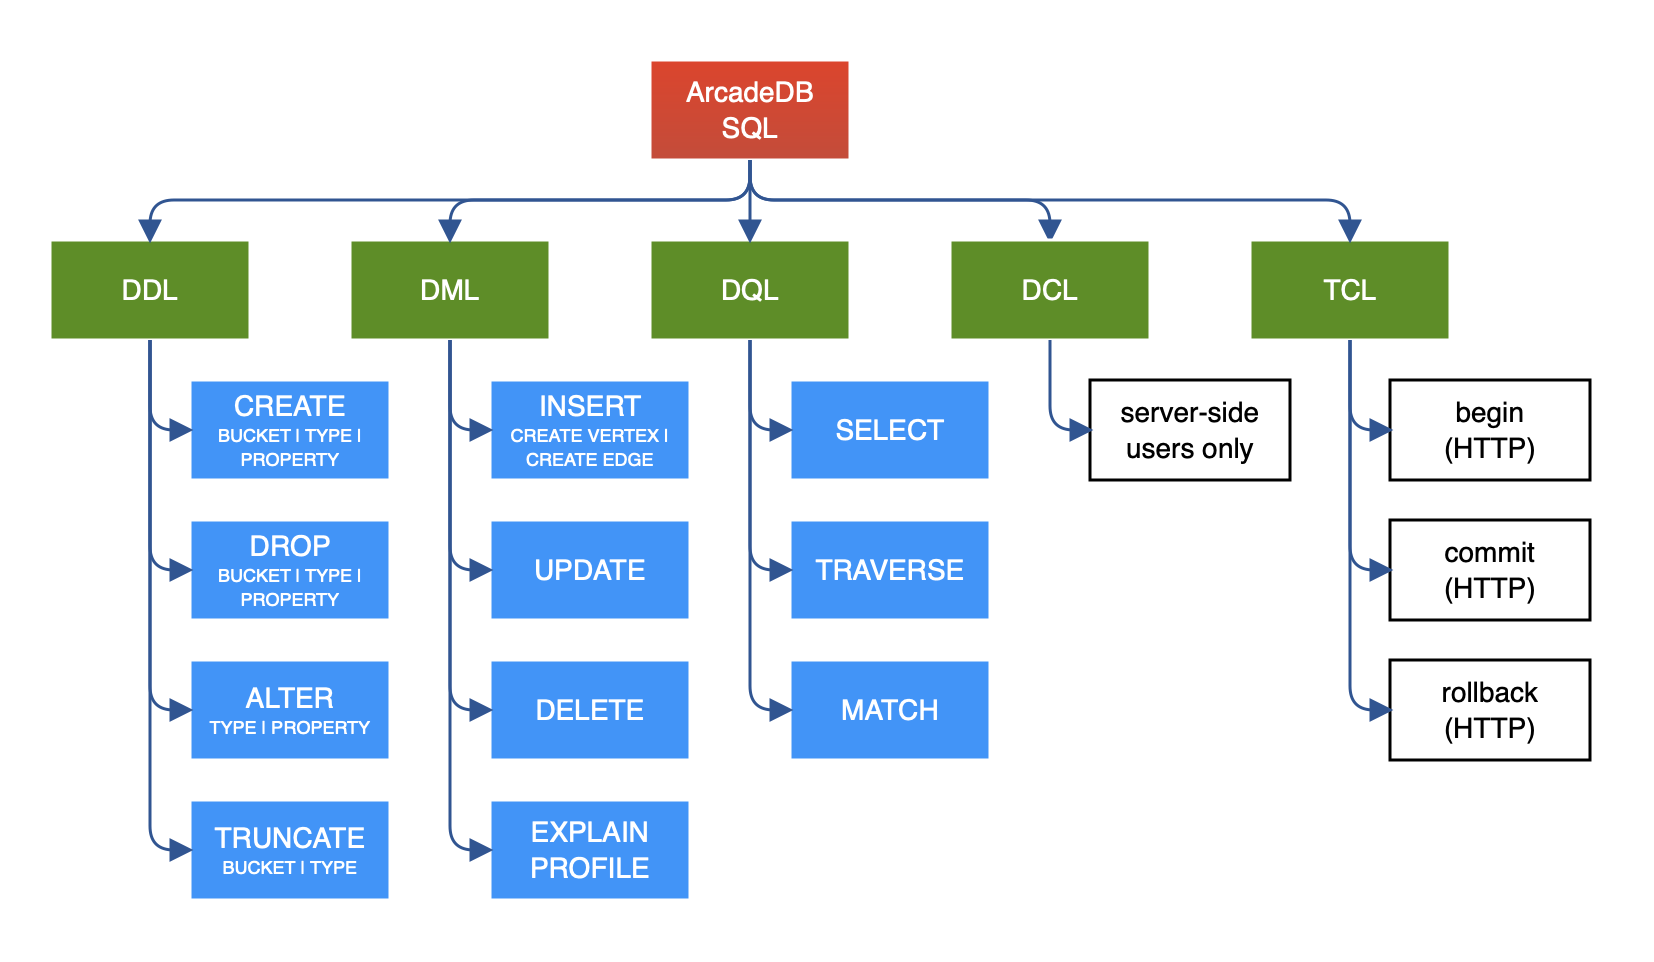 ArcadeDB
SQL
DDL
DML
DQL
DCL
TCL
CREATE
BUCKET | TYPE |
PROPERTY
DROP
BUCKET | TYPE |
PROPERTY
ALTER
TYPE | PROPERTY
TRUNCATE
BUCKET | TYPE
INSERT
CREATE VERTEX |
CREATE EDGE
UPDATE
DELETE
EXPLAIN
PROFILE
SELECT
TRAVERSE
MATCH
server-side
users only
begin
(HTTP)
commit
(HTTP)
rollback
(HTTP)